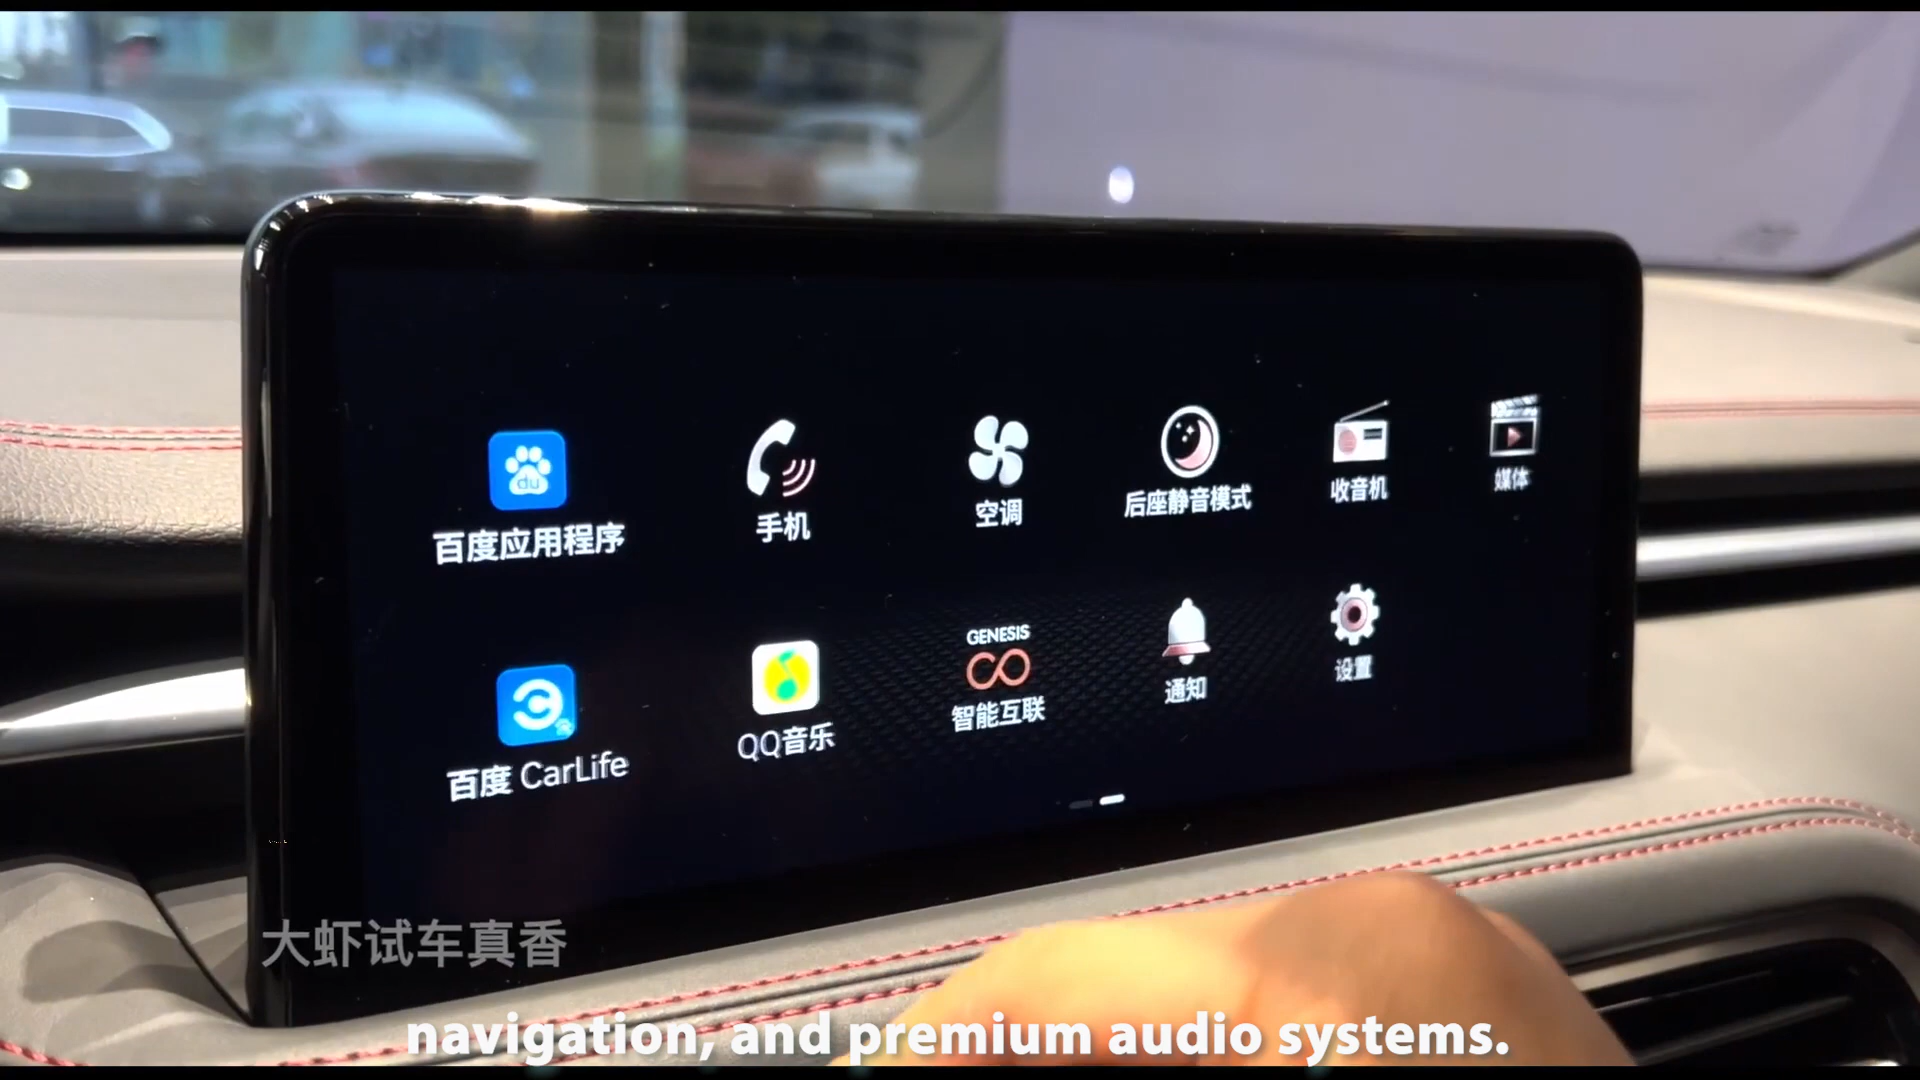 du
百度应用程序
手机
空调
后座静音模式
收音机
媒体
百度 CarLife
QQ音乐
GENESIS
智能互联
通知
设置
大虾试车真香
navigation, and premium audio systems.